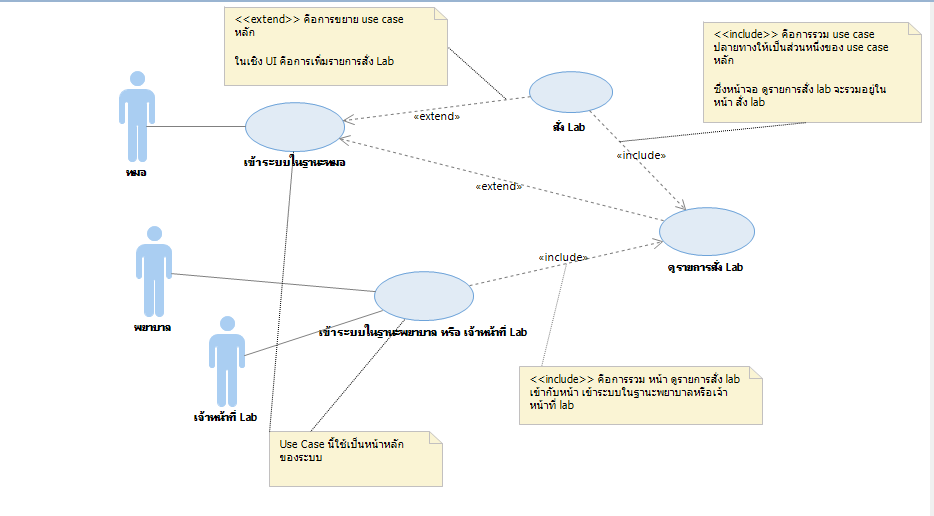 <<extend>> คือการขยาย use case
หลัก
ในเชิง UI คือการเพิ่มรายการสั่ง Lab
<<include>> คือการรวม use case
ปลายทางให้เป็นส่วนหนึ่งของ use case
หลัก
ซึ่งหน้าจอ ดูรายการสั่ง lab จะรวมอยู่ใน
หน้า สั่ง lab
«extend»
สั่ง Lab
หมอ
เข้าระบบในฐานะหมอ
«include»
«extend»
ดูรายการสั่ง Lab
«include»
พยาบาล
เข้าระบบในฐานะพยาบาล หรือ เจ้าหน้าที่ Lab
เจ้าหน้าที่ Lab
<<include>> คือการรวม หน้า ดูรายการสั่ง lab
เข้ากับหน้า เข้าระบบในฐานะพยาบาลหรือเจ้า
หน้าที่ lab
Use Case นี้ใช้เป็นหน้าหลัก
ของระบบ